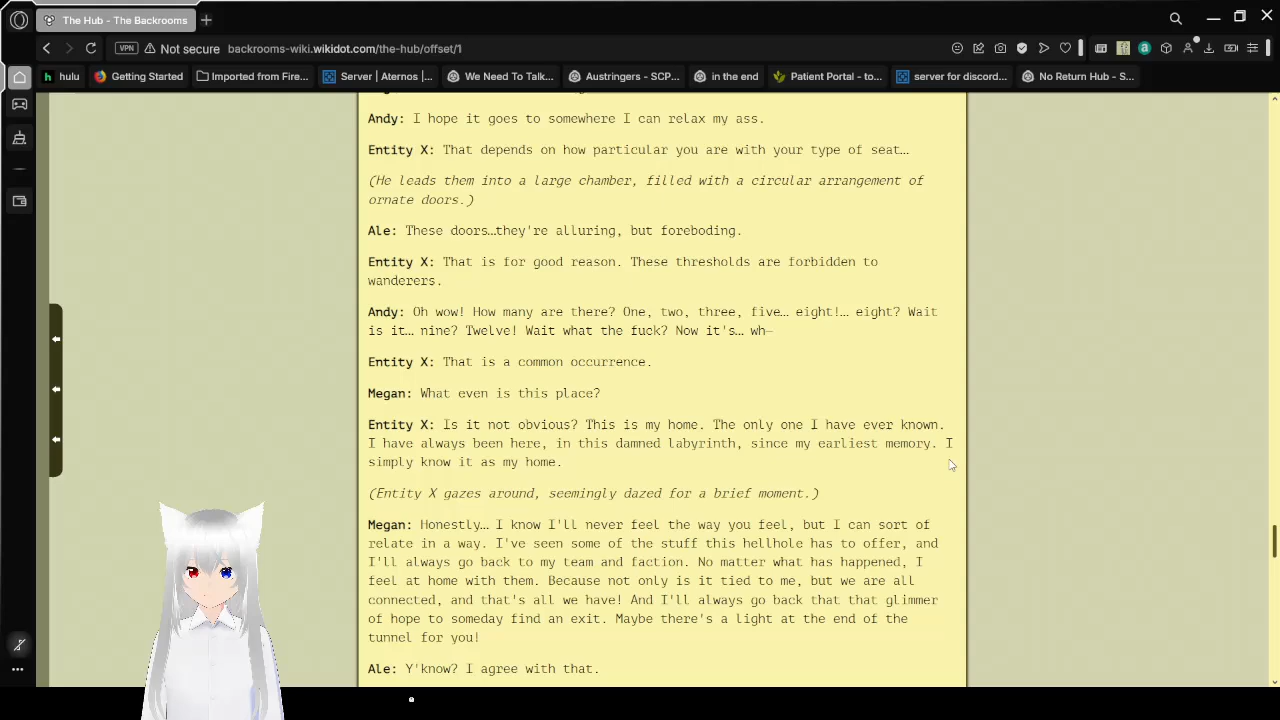 The Hub - The Backrooms
VPN Not secure backrooms-wiki.wikidot.com/the-hub/offset/1
hulu Getting Started Imported from Fire... Server | Aternos |... We Need To Talk... Austringers - SCP... in the end Patient Portal - to... server for discord... No Return Hub - S...
Andy: I hope it goes to somewhere I can relax my ass.
Entity X: That depends on how particular you are with your type of seat…
(He leads them into a large chamber, filled with a circular arrangement of
ornate doors.)
Ale: These doors…they're alluring, but foreboding.
Entity X: That is for good reason. These thresholds are forbidden to
wanderers.
Andy: Oh wow! How many are there? One, two, three, five… eight!… eight? Wait
is it… nine? Twelve! Wait what the fuck? Now it's… wh—
Entity X: That is a common occurrence.
Megan: What even is this place?
Entity X: Is it not obvious? This is my home. The only one I have ever known.
I have always been here, in this damned labyrinth, since my earliest memory. I
simply know it as my home.
(Entity X gazes around, seemingly dazed for a brief moment.)
Megan: Honestly… I know I'll never feel the way you feel, but I can sort of
relate in a way. I've seen some of the stuff this hellhole has to offer, and
I'll always go back to my team and faction. No matter what has happened, I
feel at home with them. Because not only is it tied to me, but we are all
connected, and that's all we have! And I'll always go back that that glimmer
of hope to someday find an exit. Maybe there's a light at the end of the
tunnel for you!
Ale: Y'know? I agree with that.